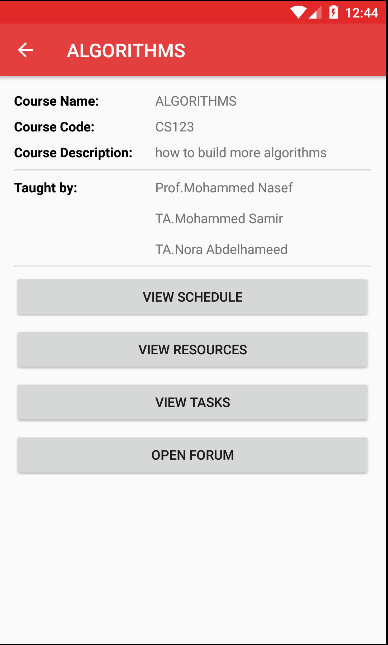 12:44
ALGORITHMS
Course Name: ALGORITHMS
Course Code: CS123
Course Description: how to build more algorithms
Taught by: Prof.Mohammed Nasef
TA.Mohammed Samir
TA.Nora Abdelhameed
VIEW SCHEDULE
VIEW RESOURCES
VIEW TASKS
OPEN FORUM